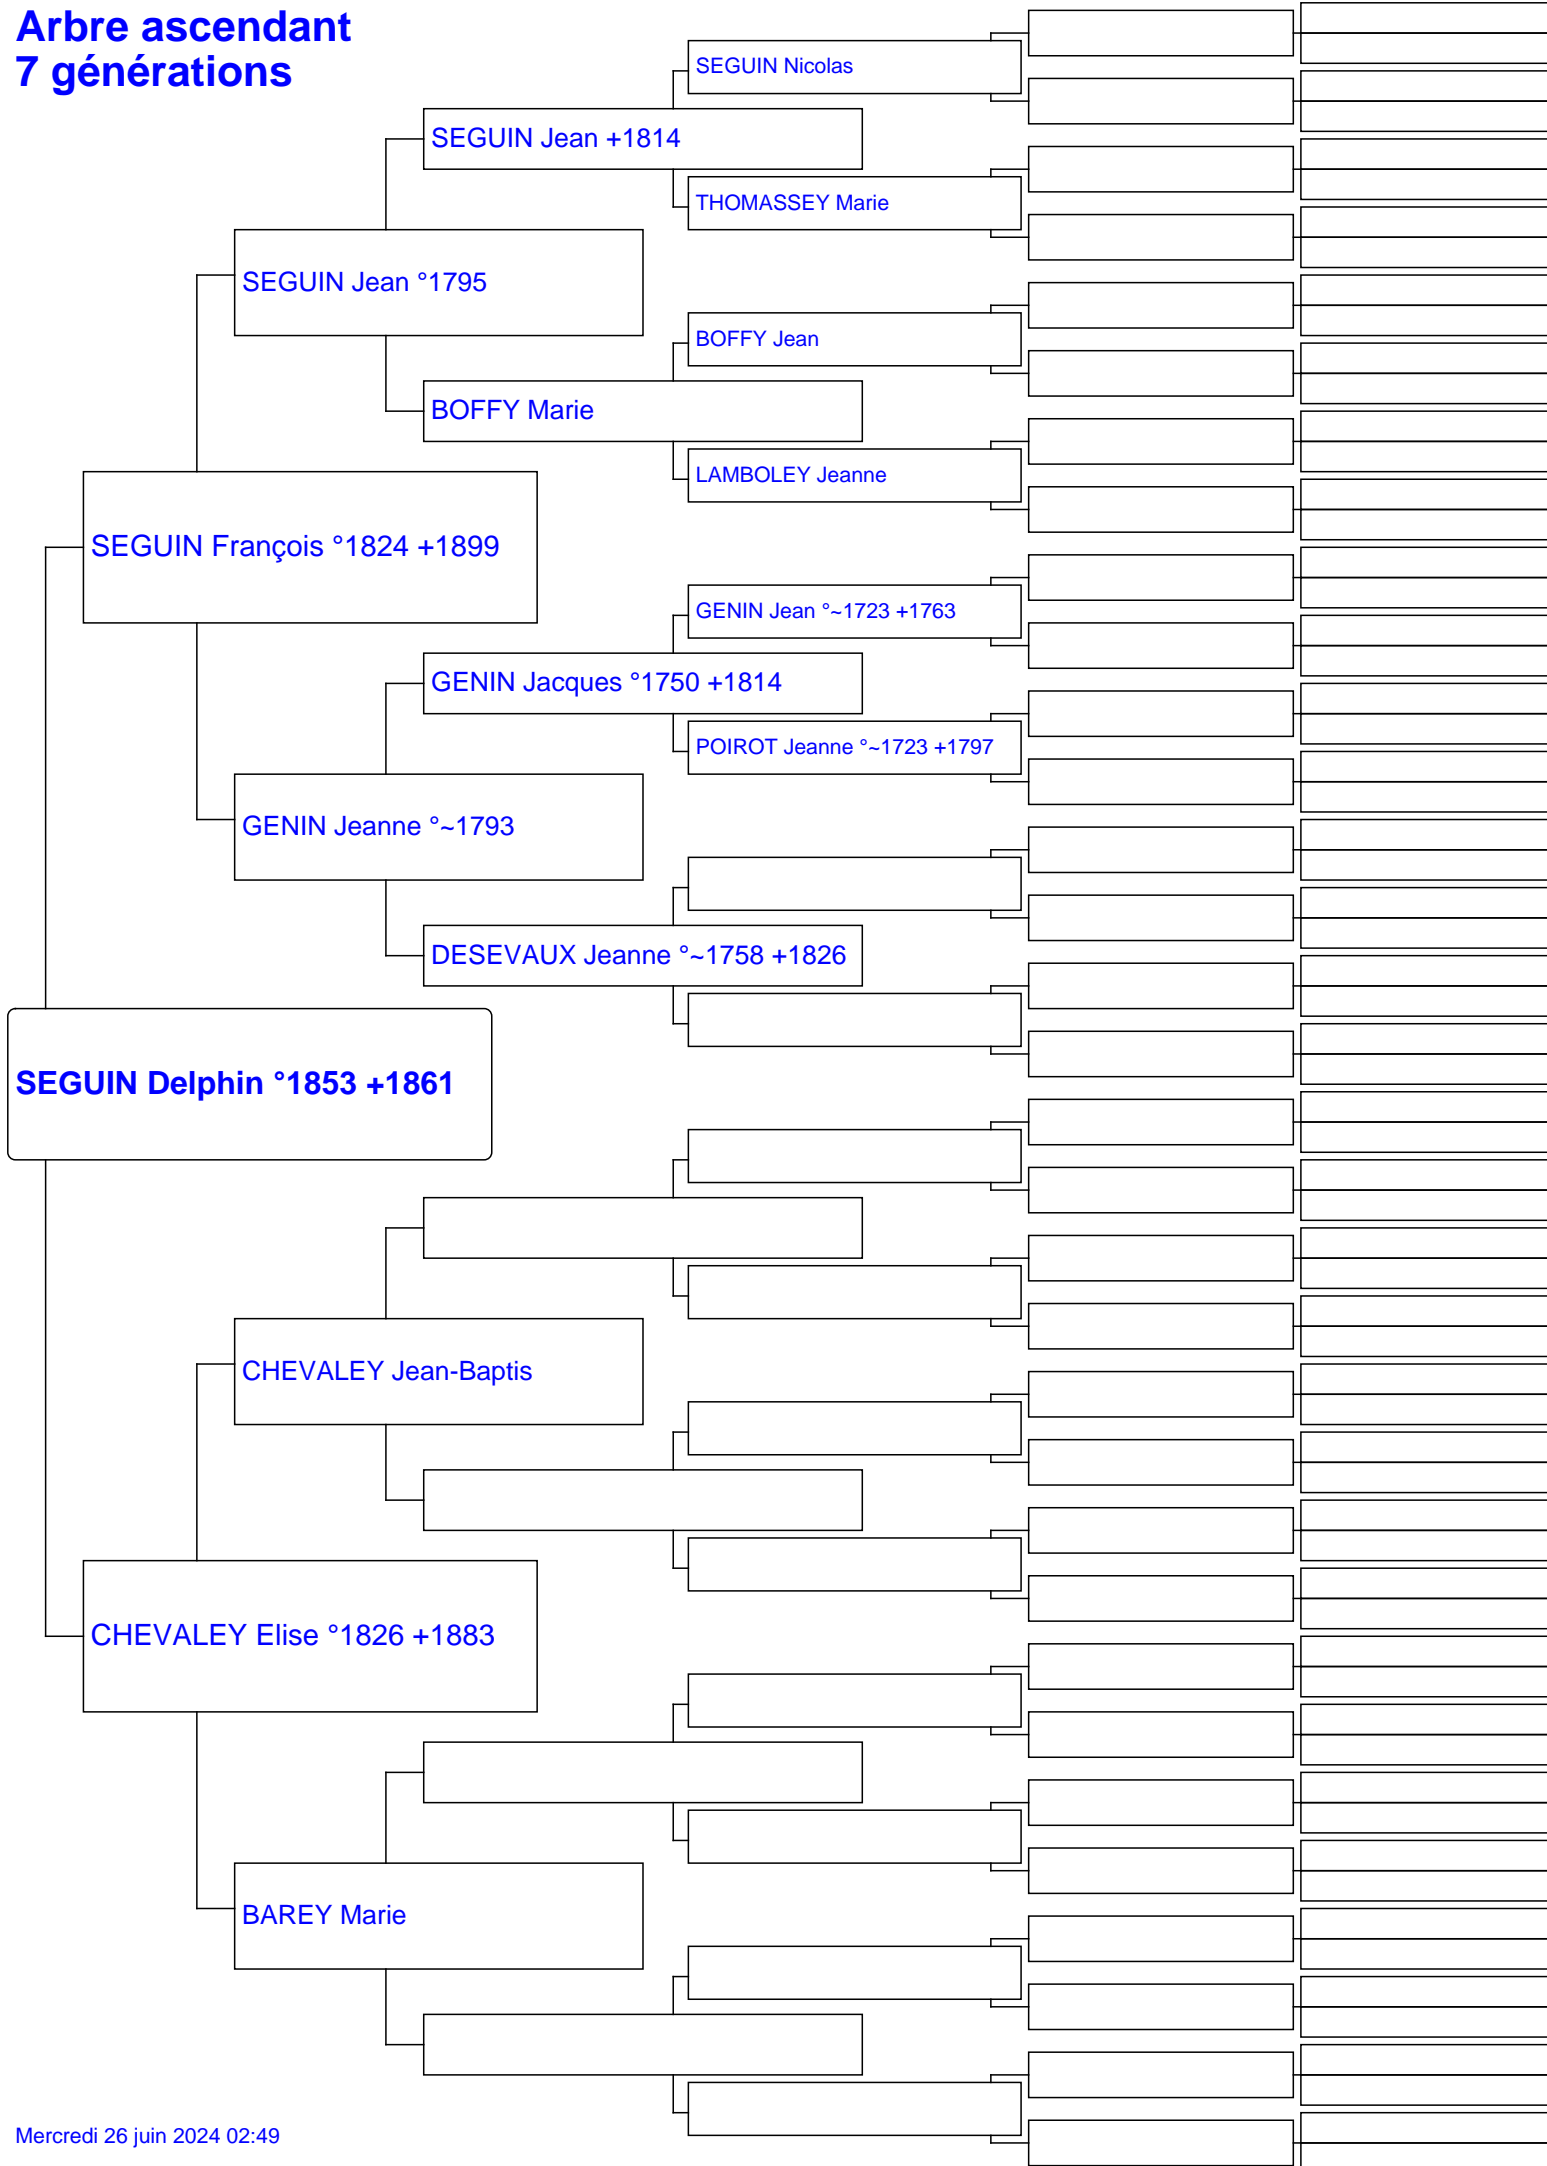 Arbre ascendant
7 générations
SEGUIN Nicolas
SEGUIN Jean +1814
THOMASSEY Marie
SEGUIN Jean °1795
BOFFY Jean
BOFFY Marie
LAMBOLEY Jeanne
SEGUIN François °1824 +1899
GENIN Jean °~1723 +1763
GENIN Jacques °1750 +1814
POIROT Jeanne °~1723 +1797
GENIN Jeanne °~1793
DESEVAUX Jeanne °~1758 +1826
SEGUIN Delphin °1853 +1861
CHEVALEY Jean-Baptis
CHEVALEY Elise °1826 +1883
BAREY Marie
Mercredi 26 juin 2024 02:49